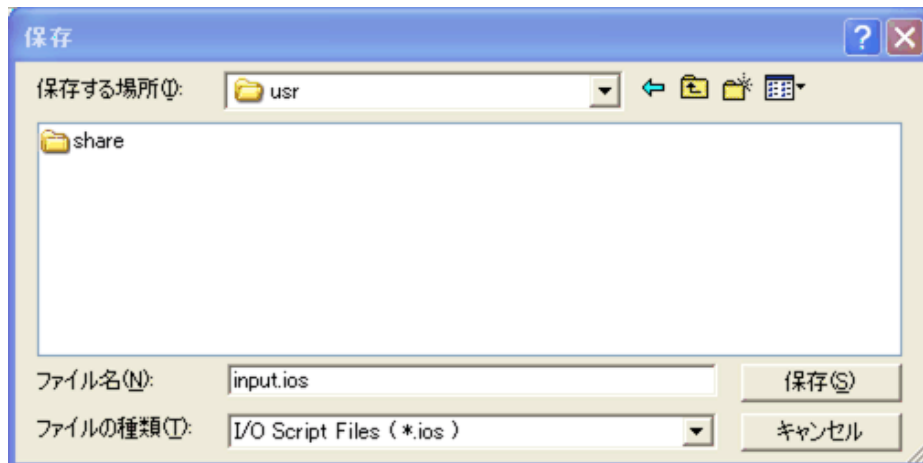 保存
保存する場所(I):
usr
share
ファイル名(N):
input.ios
保存(S)
ファイルの種類(T):
I/O Script Files ( *.ios )
キャンセル